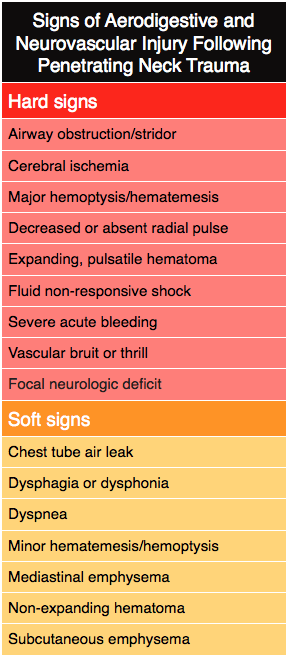 Signs of Aerodigestive and
Neurovascular Injury Following
Penetrating Neck Trauma
Hard signs
Airway obstruction/stridor
Cerebral ischemia
Major hemoptysis/hematemesis
Decreased or absent radial pulse
Expanding, pulsatile hematoma
Fluid non-responsive shock
Severe acute bleeding
Vascular bruit or thrill
Focal neurologic deficit
Soft signs
Chest tube air leak
Dysphagia or dysphonia
Dyspnea
Minor hematemesis/hemoptysis
Mediastinal emphysema
Non-expanding hematoma
Subcutaneous emphysema